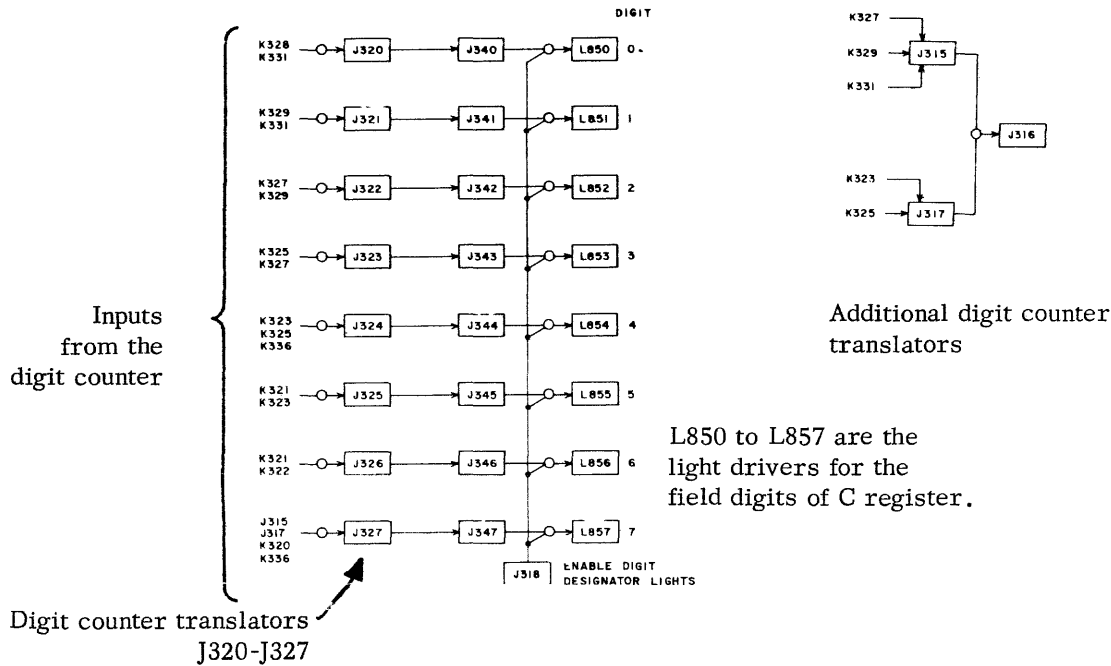 DIGIT
K328
K331
J320
J340
L850
0.
K329
K331
J321
J341
L851
1
K327
K329
J322
J342
L852
2
K325
K327
J323
J343
L853
3
K323
K325
K336
J324
J344
L854
4
K321
K323
J325
J345
L855
5
K321
K322
J326
J346
L856
6
J315
J317
K320
K336
J327
J347
L857
7
J318
ENABLE DIGIT
DESIGNATOR LIGHTS
Inputs
from the
digit counter
Digit counter translators
J320-J327
K327
K329
K331
J315
J316
K323
K325
J317
Additional digit counter
translators
L850 to L857 are the
light drivers for the
field digits of C register.